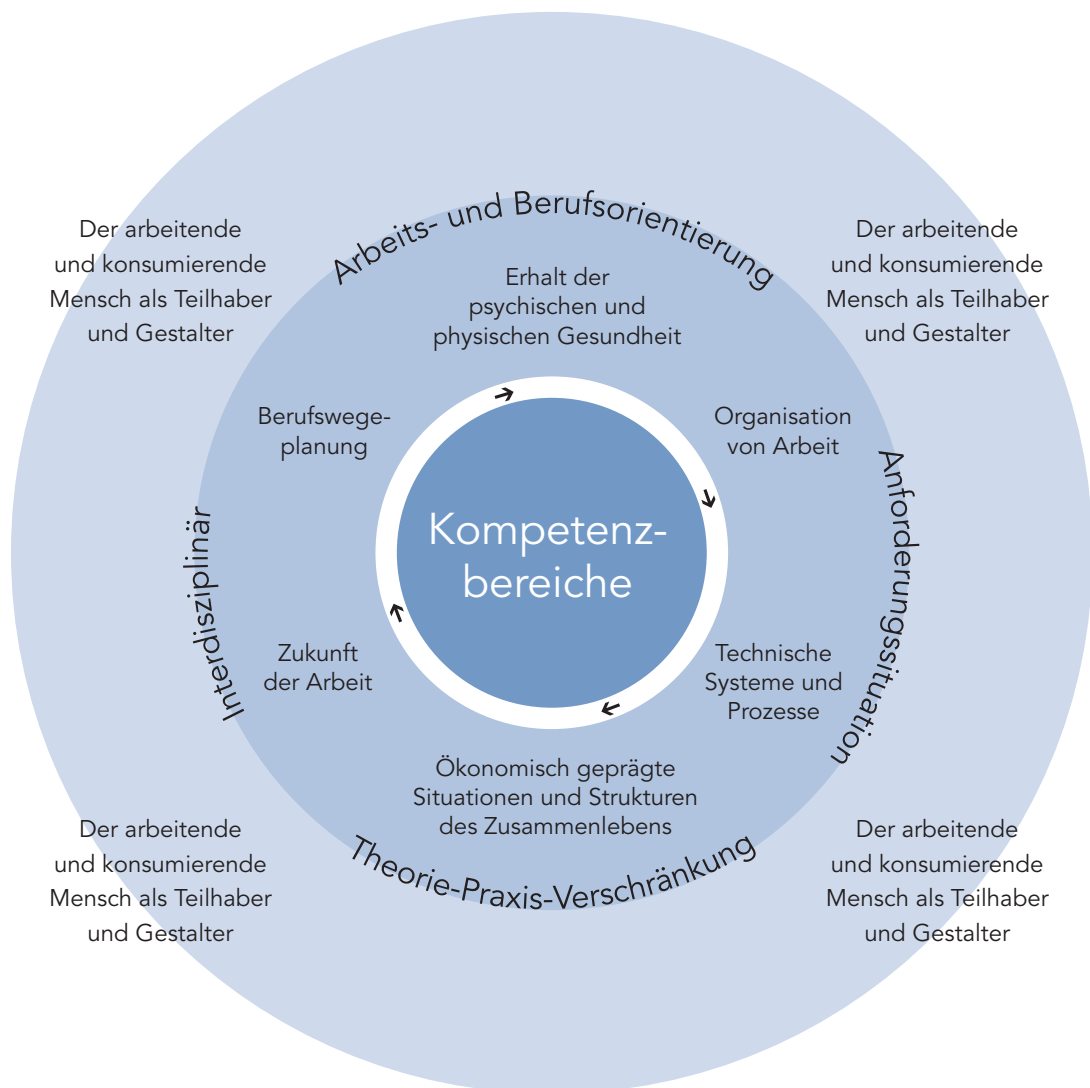 Arbeits- und Berufsorientierung
Der arbeitende
und konsumierende
Mensch als Teilhaber
und Gestalter
Der arbeitende
und konsumierende
Mensch als Teilhaber
und Gestalter
Erhalt der
psychischen und
physischen Gesundheit
Berufswege-
planung
Organisation
von Arbeit
Kompetenz-
bereiche
Interdisziplinär
Anforderungssituation
Zukunft
der Arbeit
Technische
Systeme und
Prozesse
Ökonomisch geprägte
Situationen und Strukturen
des Zusammenlebens
Theorie-Praxis-Verschränkung
Der arbeitende
und konsumierende
Mensch als Teilhaber
und Gestalter
Der arbeitende
und konsumierende
Mensch als Teilhaber
und Gestalter